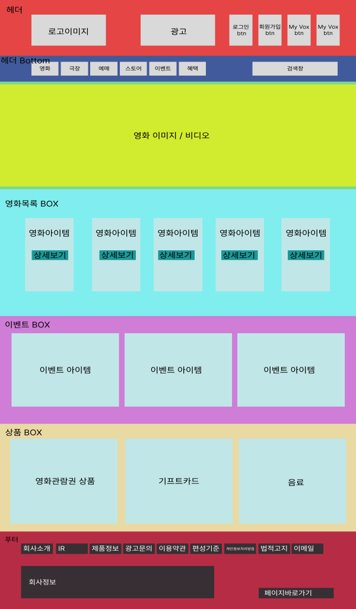 헤더
로고이미지
광고
로그인
btn
회원가입
btn
My Vox
btn
My Vox
btn
헤더 Bottom
영화
극장
예매
스토어
이벤트
혜택
검색창
영화 이미지 / 비디오
영화목록 BOX
영화아이템
영화아이템
영화아이템
영화아이템
영화아이템
상세보기
상세보기
상세보기
상세보기
상세보기
이벤트 BOX
이벤트 아이템
이벤트 아이템
이벤트 아이템
상품 BOX
영화관람권 상품
기프트카드
음료
푸터
회사소개
IR
제품정보
광고문의
이용약관
편성기준
개인정보처리방침
법적고지
이메일
회사정보
페이지바로가기